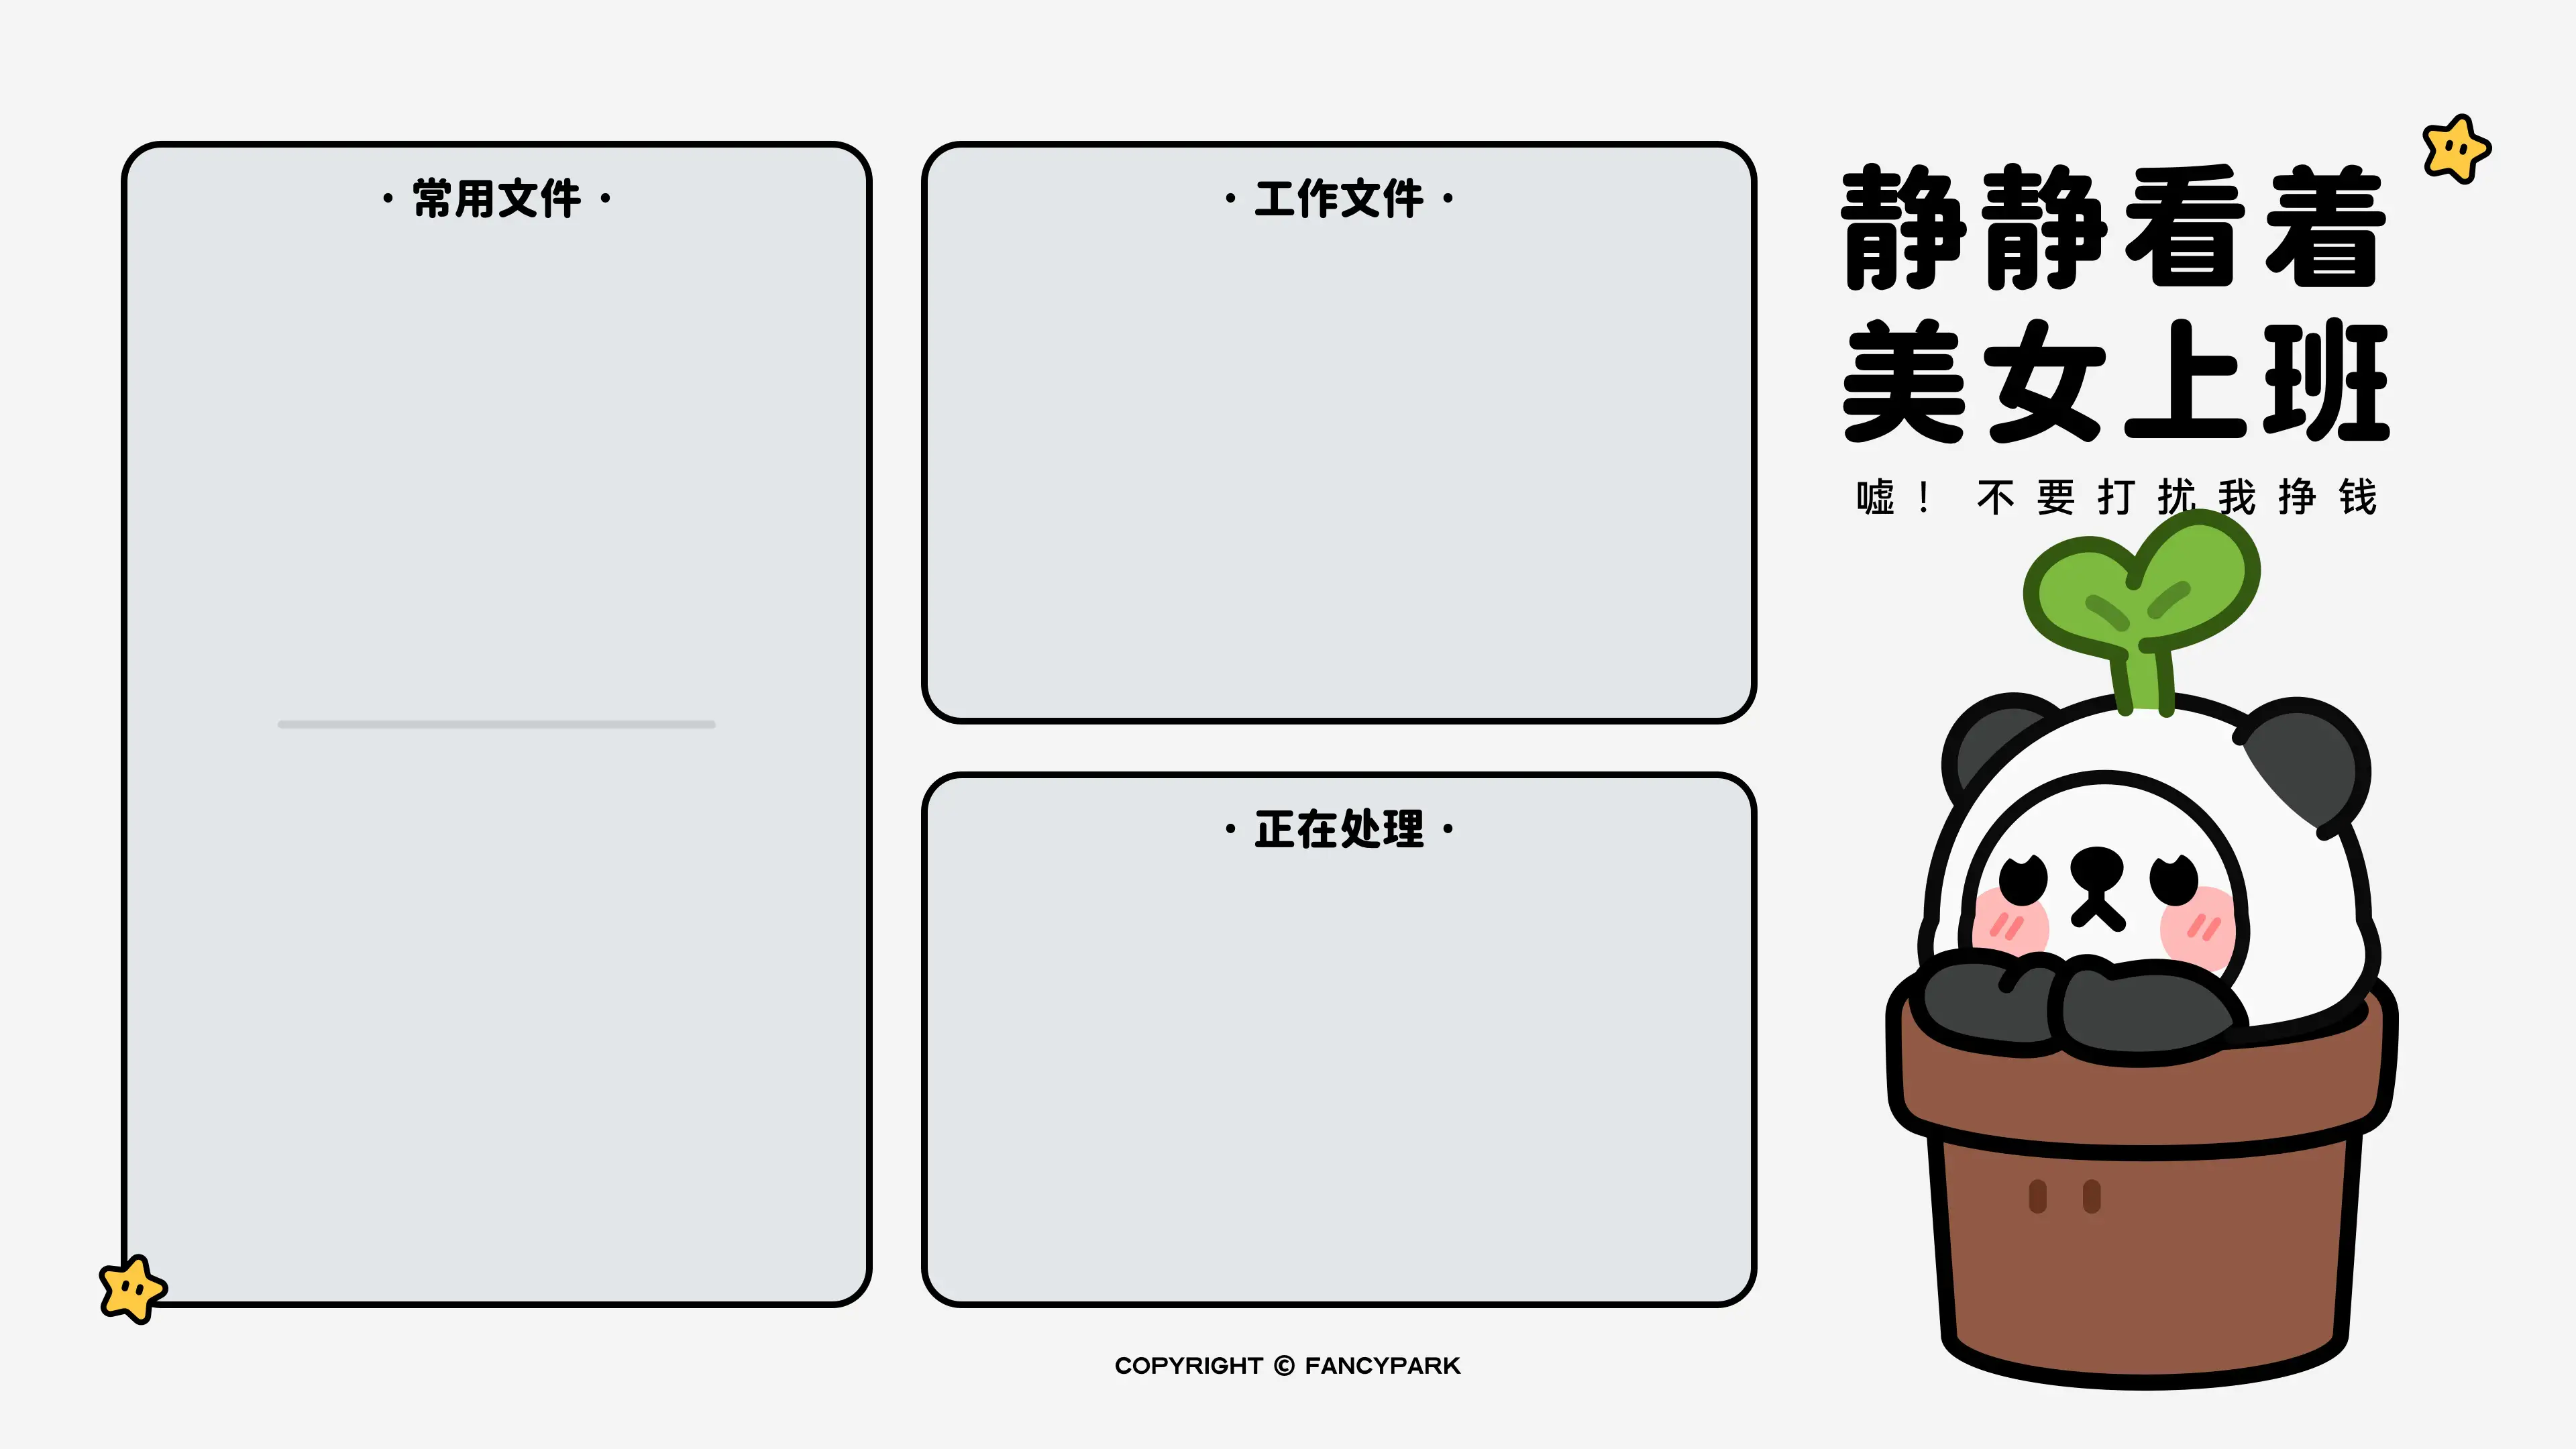 · 常用文件 ·
· 工作文件 ·
· 正在处理 ·
静静看着
美女上班
嘘！不要打扰我挣钱
COPYRIGHT © FANCYPARK